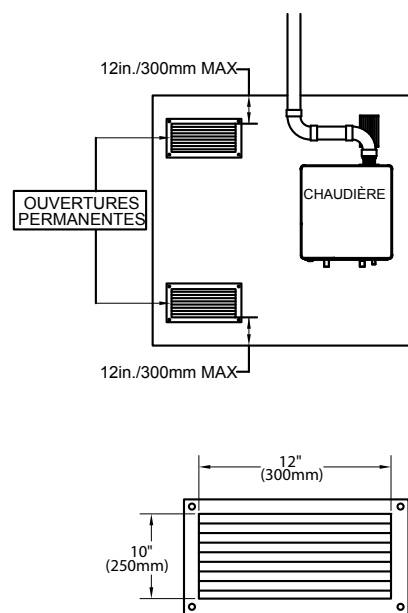 12in./300mm MAX
CHAUDIÈRE
OUVERTURES
PERMANENTES
12in./300mm MAX
12"
(300mm)
10"
(250mm)